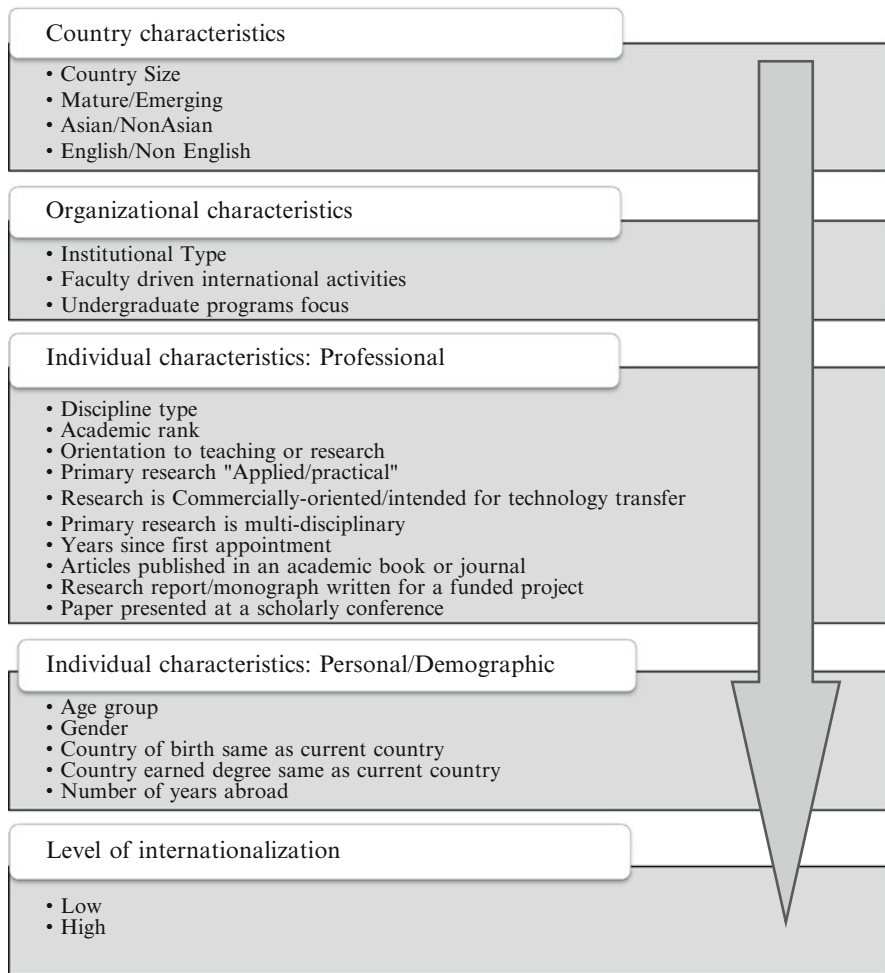 Country characteristics
• Country Size
• Mature/Emerging
• Asian/NonAsian
• English/Non English
Organizational characteristics
• Institutional Type
• Faculty driven international activities
• Undergraduate programs focus
Individual characteristics: Professional
• Discipline type
• Academic rank
• Orientation to teaching or research
• Primary research "Applied/practical"
• Research is Commercially-oriented/intended for technology transfer
• Primary research is multi-disciplinary
• Years since first appointment
• Articles published in an academic book or journal
• Research report/monograph written for a funded project
• Paper presented at a scholarly conference
Individual characteristics: Personal/Demographic
• Age group
• Gender
• Country of birth same as current country
• Country earned degree same as current country
• Number of years abroad
Level of internationalization
• Low
• High